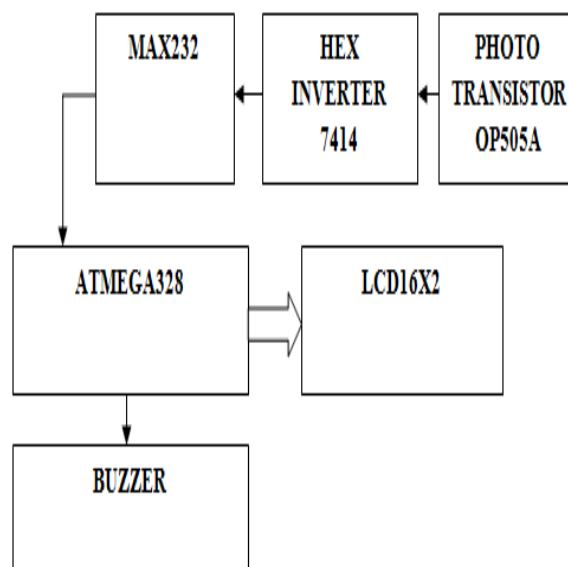 MAX232
HEX
INVERTER
7414
PHOTO
TRANSISTOR
OP505A
ATMEGA328
LCD16X2
BUZZER